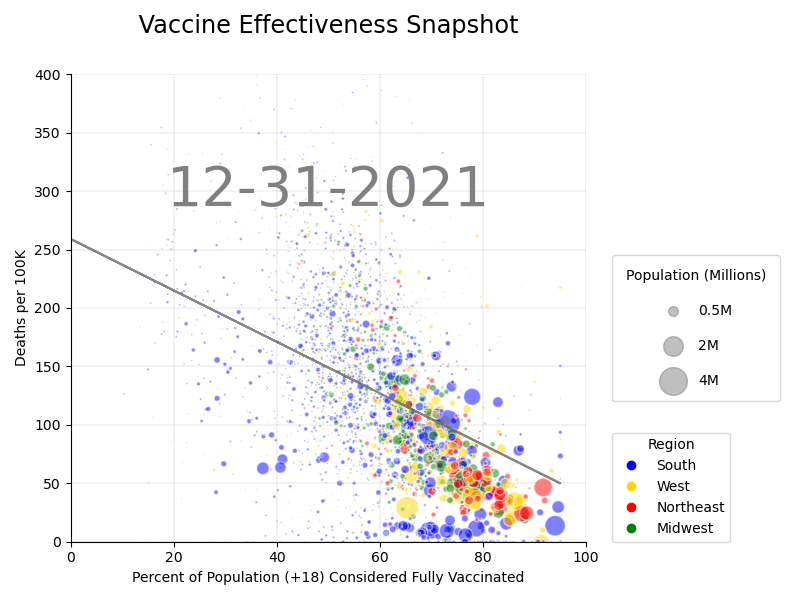 Vaccine Effectiveness Snapshot
400
350
300
250
200
150
100
50
0
Deaths per 100K
12-31-2021
0 20 40 60 80 100
Percent of Population (+18) Considered Fully Vaccinated
Population (Millions)
0.5M
2M
4M
Region
South
West
Northeast
Midwest